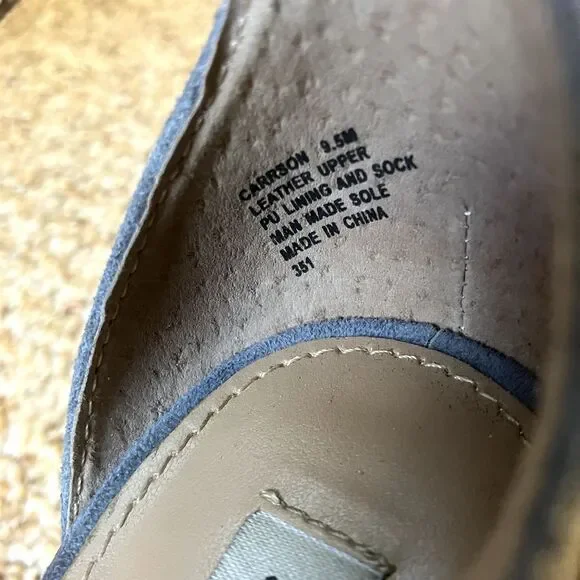 CARRSON 9.5M
LEATHER UPPER
PU LINING AND SOCK
MAN MADE SOLE
MADE IN CHINA
351